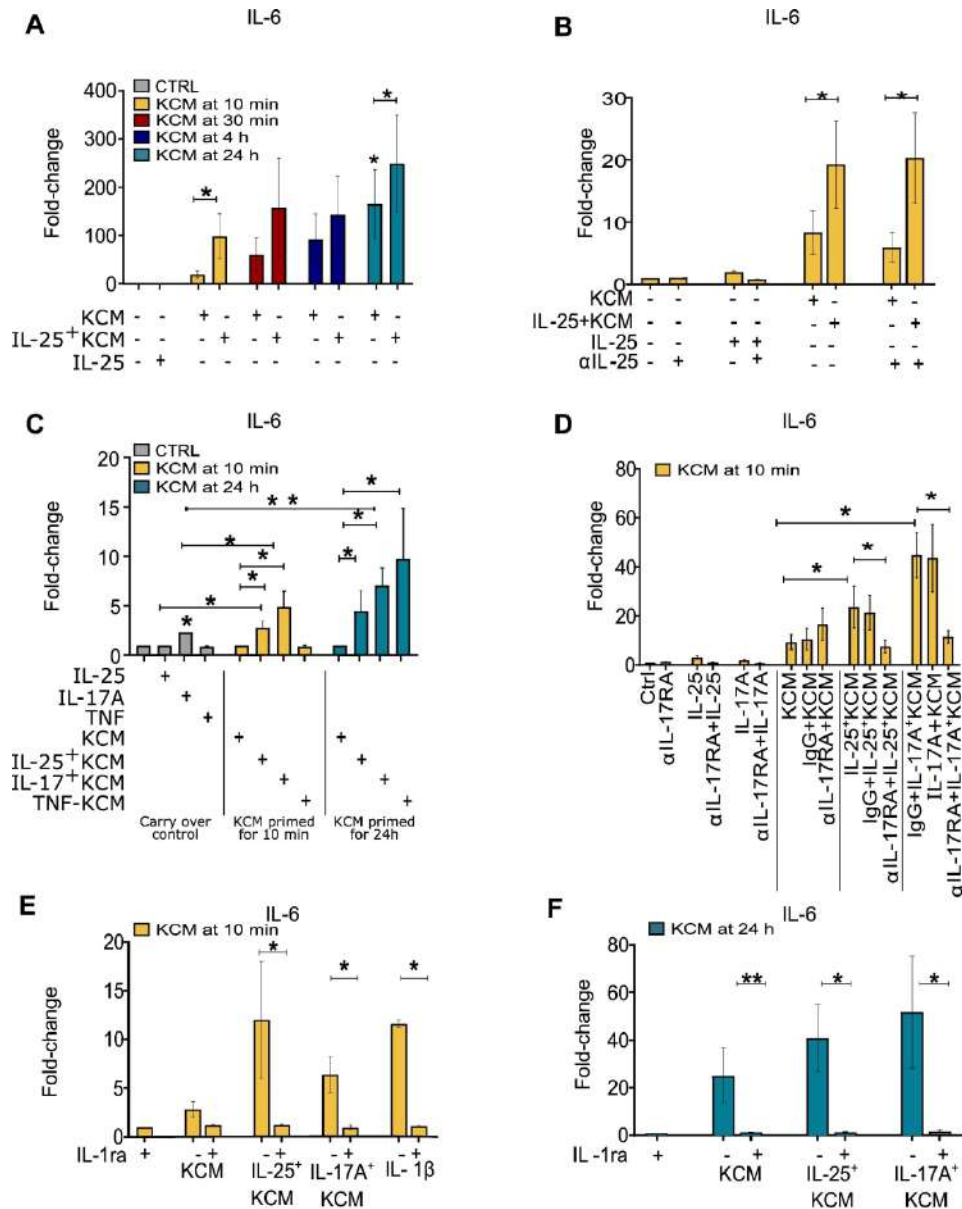 A
IL-6
CTRL
KCM at 10 min
KCM at 30 min
KCM at 4 h
KCM at 24 h
Fold-change
400
300
200
100
0
* * *
KCM - - + - + - + - + -
IL-25⁺KCM - - - + - + - + - +
IL-25 - + - - - - - - - -
B
IL-6
Fold-change
30
20
10
0
* *
KCM - - - - + - + -
IL-25+KCM - - - - - + - +
IL-25 - - + + - - - -
αIL-25 - + - + - - + +
C
IL-6
CTRL
KCM at 10 min
KCM at 24 h
Fold-change
20
15
10
5
0
* *
*
*
*
*
*
*
*
*
IL-25 +
IL-17A +
TNF +
KCM + +
IL-25⁺KCM + +
IL-17⁺KCM + +
TNF-KCM + +
Carry over control
KCM primed for 10 min
KCM primed for 24h
D
IL-6
KCM at 10 min
Fold-change
80
60
40
20
0
* * * *
Ctrl
αIL-17RA
IL-25
αIL-17RA+IL-25
IL-17A
αIL-17RA+IL-17A
KCM
IgG+KCM
αIL-17RA+KCM
IL-25⁺KCM
IgG+IL-25⁺KCM
αIL-17RA+IL-25⁺KCM
IgG+IL-17A⁺KCM
IL-17A+KCM
αIL-17RA+IL-17A⁺KCM
E
IL-6
KCM at 10 min
Fold-change
20
15
10
5
0
* * *
IL-1ra + - + - + - + - +
KCM
IL-25⁺ KCM
IL-17A⁺ KCM
IL- 1β
F
IL-6
KCM at 24 h
Fold-change
80
60
40
20
0
** * *
IL -1ra + - + - + - +
KCM
IL-25⁺ KCM
IL-17A⁺ KCM